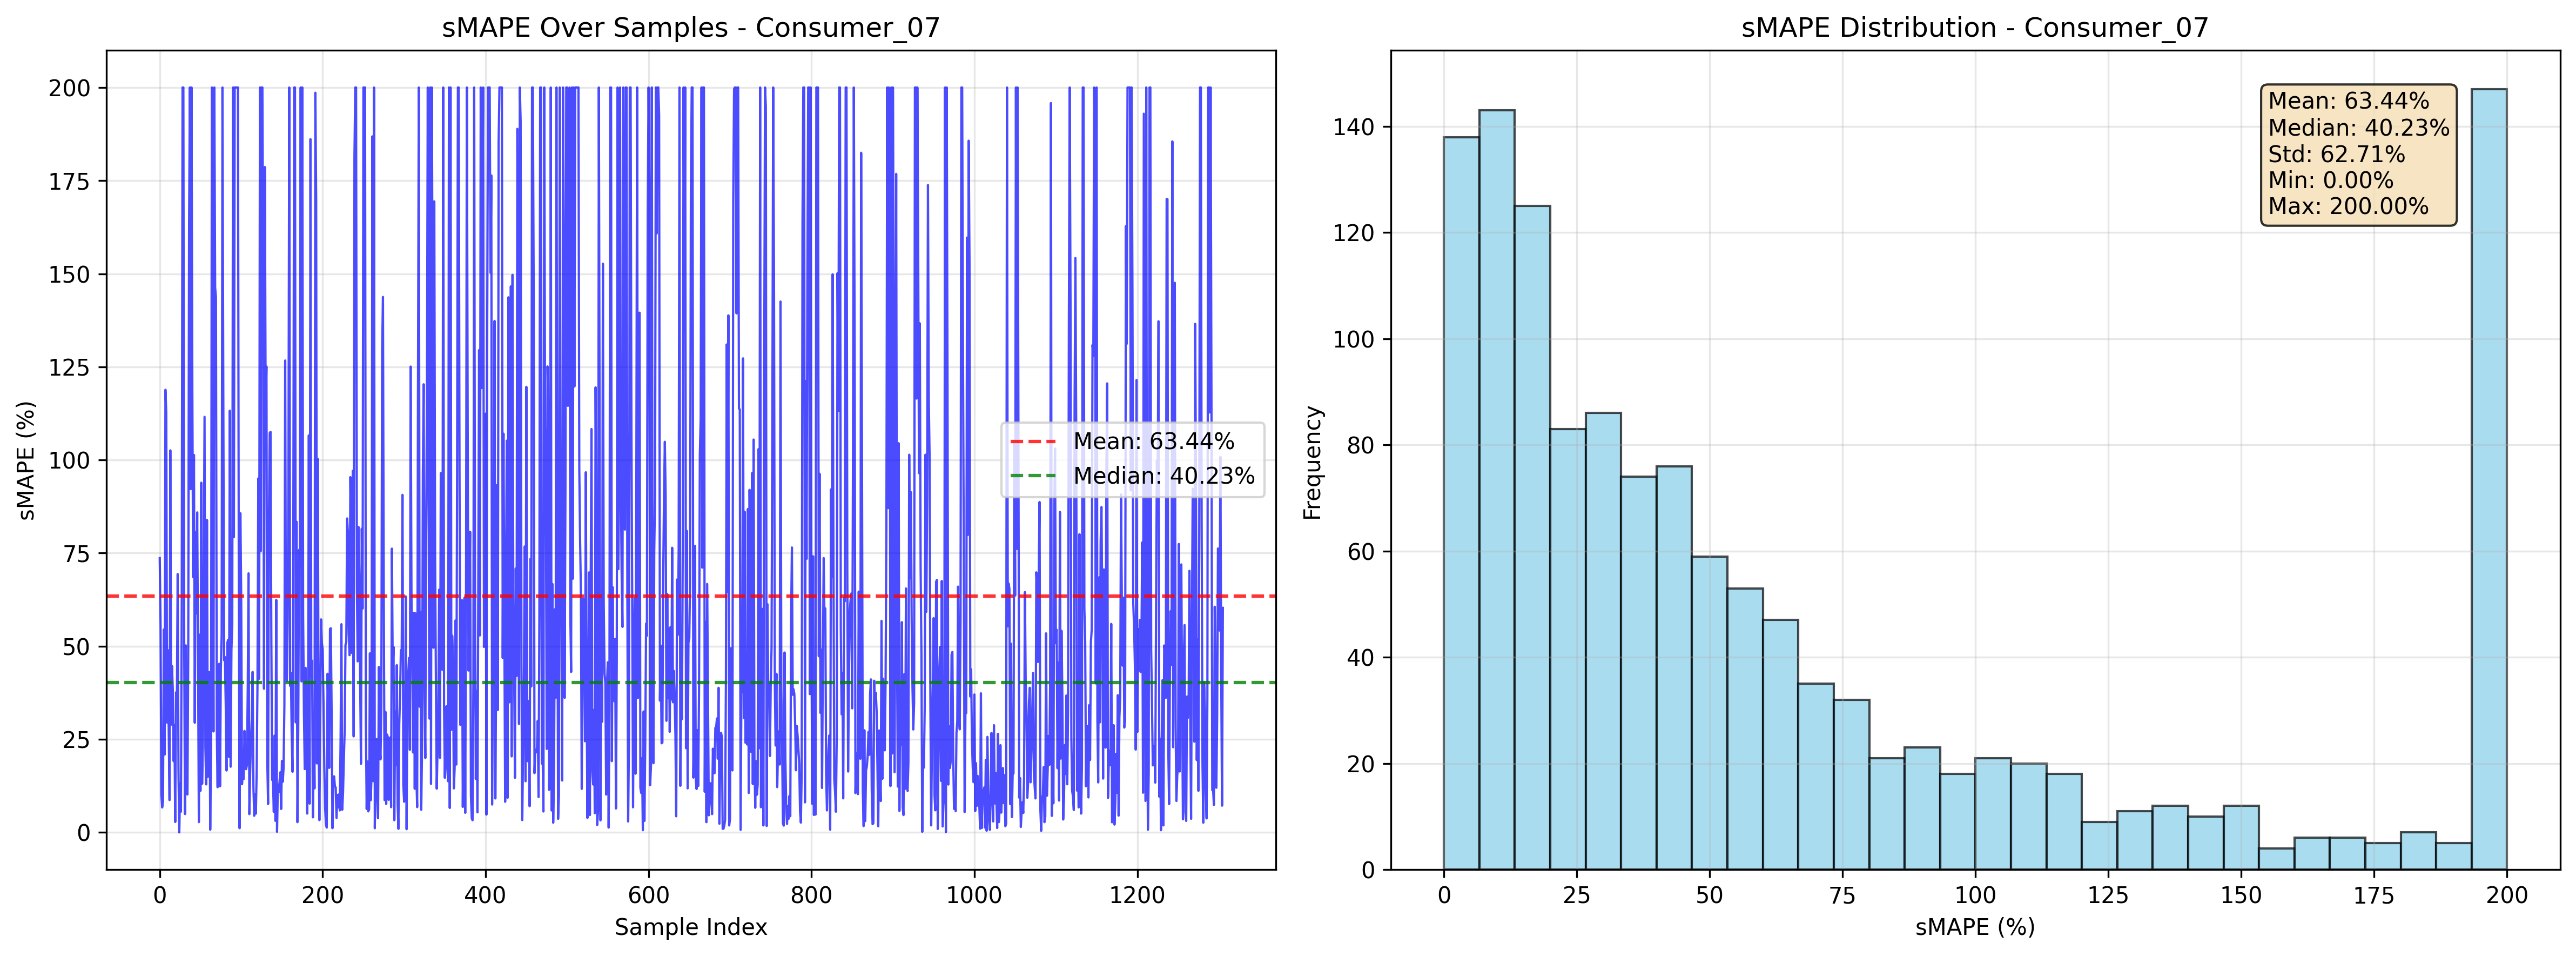 sMAPE Over Samples - Consumer_07
sMAPE (%)
200
175
150
125
100
75
50
25
0
Mean: 63.44%
Median: 40.23%
0 200 400 600 800 1000 1200
Sample Index
sMAPE Distribution - Consumer_07
Frequency
140
120
100
80
60
40
20
0
Mean: 63.44%
Median: 40.23%
Std: 62.71%
Min: 0.00%
Max: 200.00%
0 25 50 75 100 125 150 175 200
sMAPE (%)